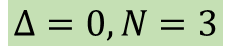 Δ = 0, N = 3